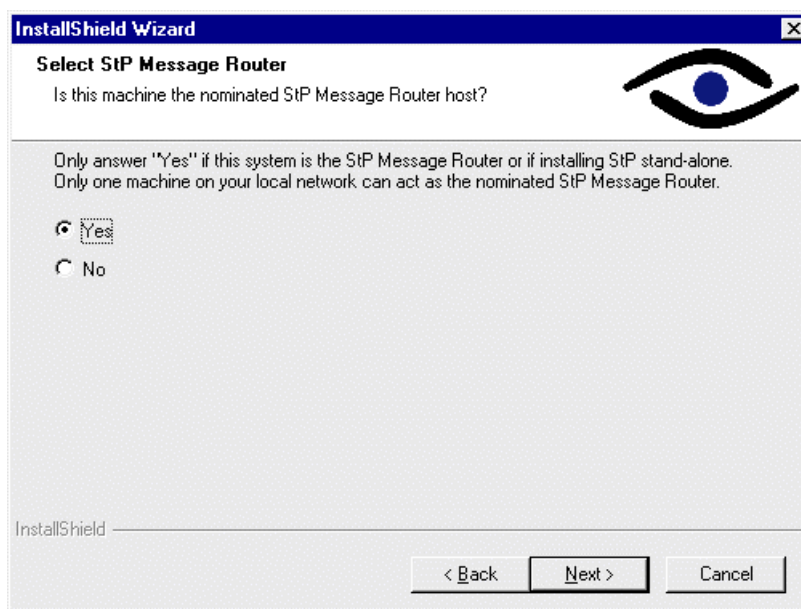 InstallShield Wizard
Select StP Message Router
Is this machine the nominated StP Message Router host?
Only answer "Yes" if this system is the StP Message Router or if installing StP stand-alone.
Only one machine on your local network can act as the nominated StP Message Router.
Yes
No
InstallShield
< Back
Next >
Cancel